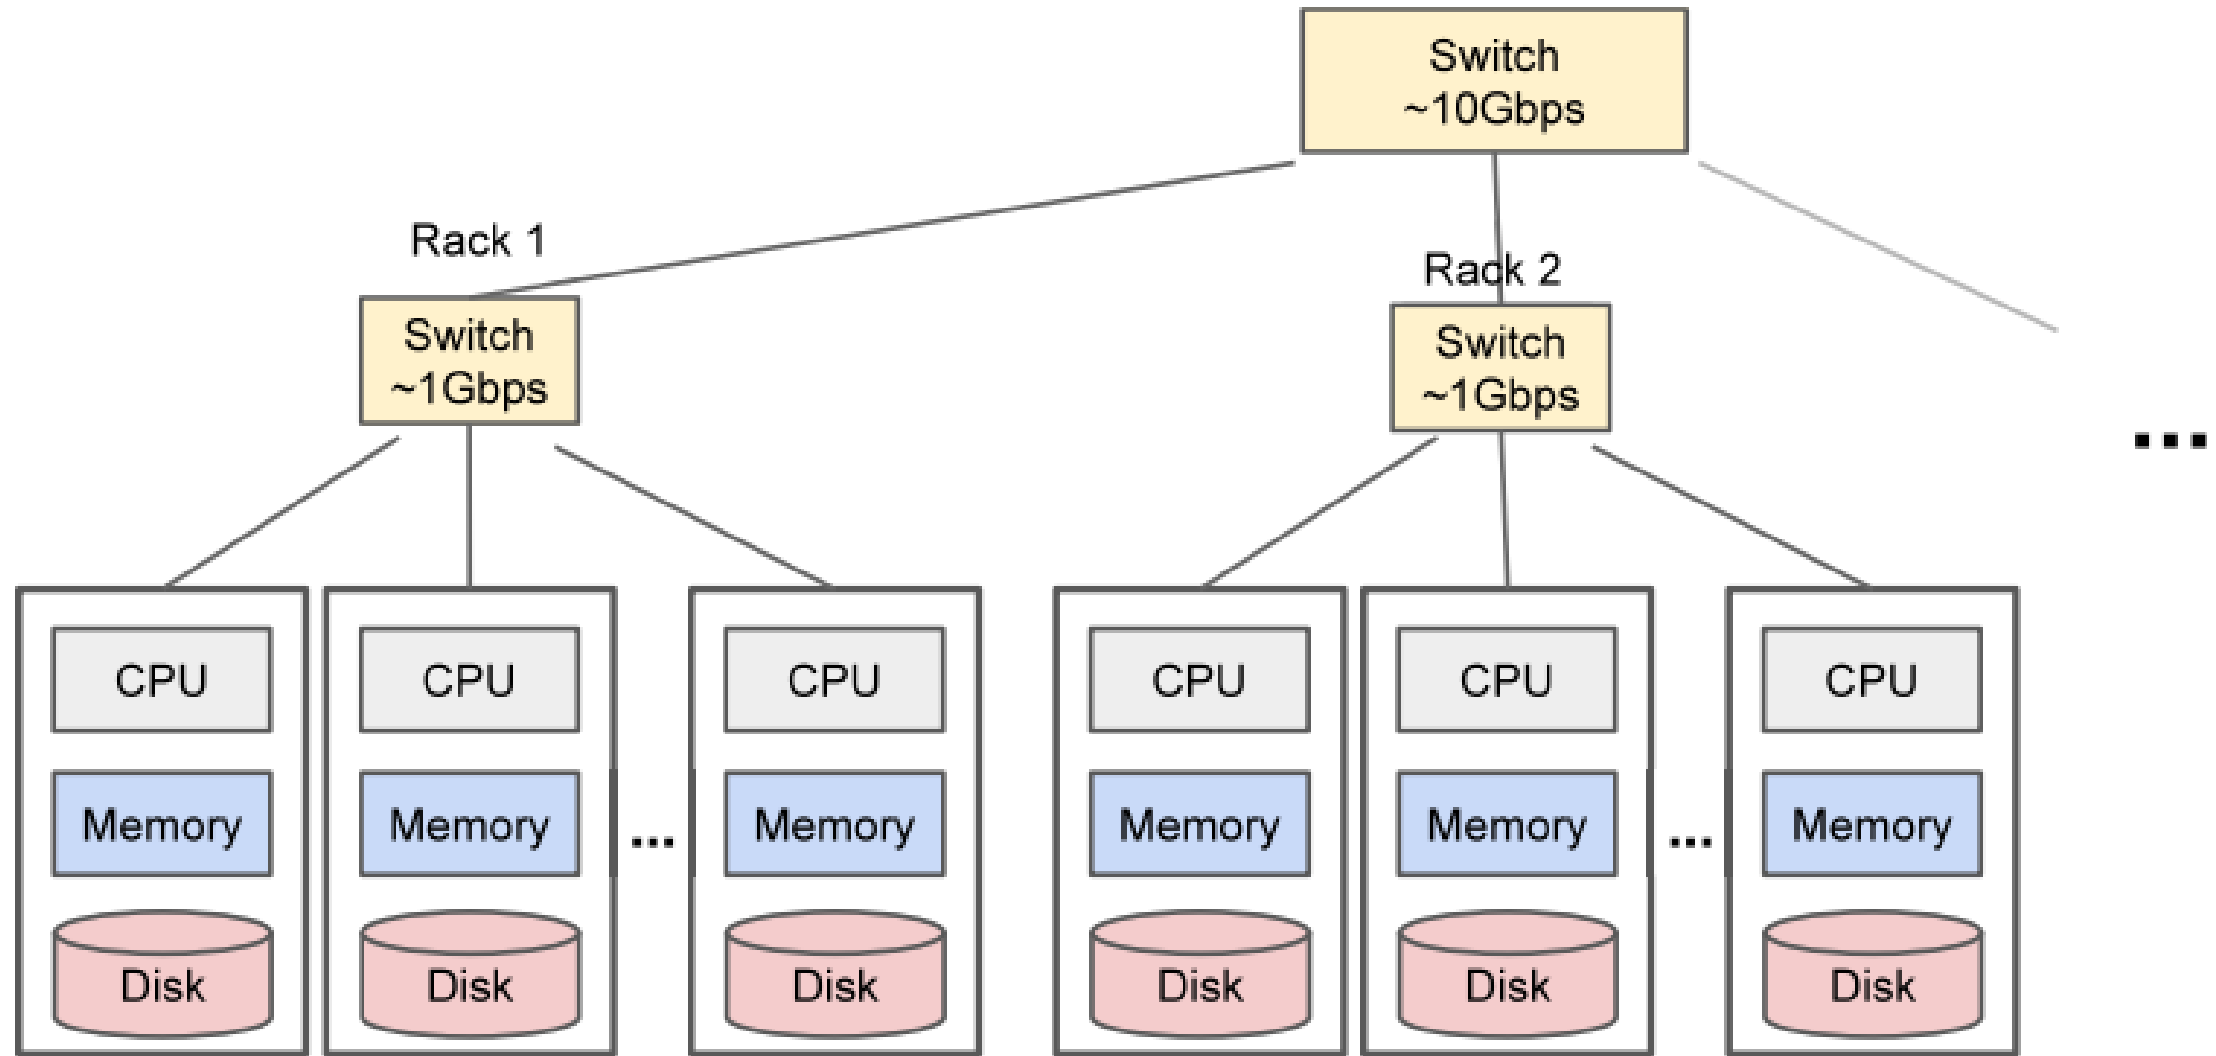 Switch
~10Gbps
Rack 1
Rack 2
Switch
~1Gbps
Switch
~1Gbps
CPU
CPU
CPU
CPU
CPU
CPU
Memory
Memory
...
Memory
Memory
Memory
...
Memory
...
Disk
Disk
Disk
Disk
Disk
Disk